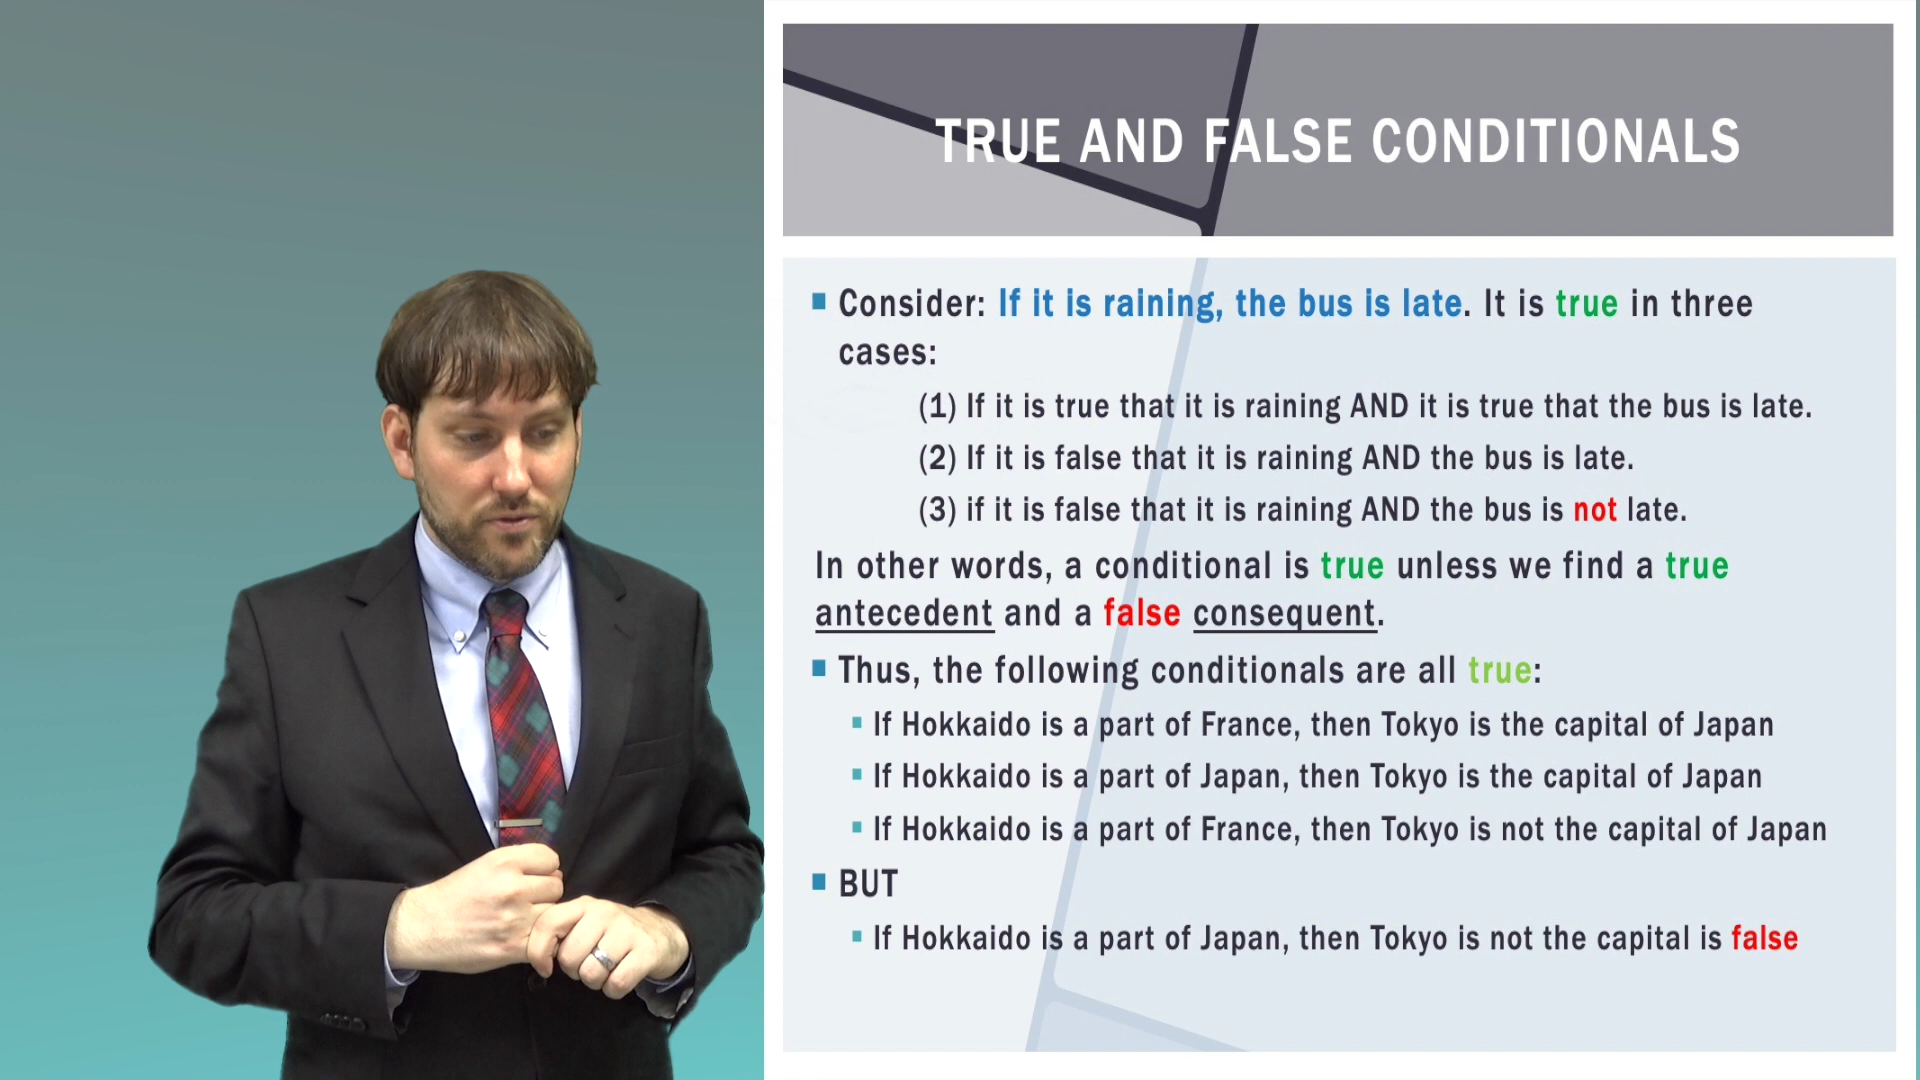 TRUE AND FALSE CONDITIONALS
Consider: If it is raining, the bus is late. It is true in three
cases:
(1) If it is true that it is raining AND it is true that the bus is late.
(2) If it is false that it is raining AND the bus is late.
(3) if it is false that it is raining AND the bus is not late.
In other words, a conditional is true unless we find a true
antecedent and a false consequent.
Thus, the following conditionals are all true:
If Hokkaido is a part of France, then Tokyo is the capital of Japan
If Hokkaido is a part of Japan, then Tokyo is the capital of Japan
If Hokkaido is a part of France, then Tokyo is not the capital of Japan
BUT
If Hokkaido is a part of Japan, then Tokyo is not the capital is false